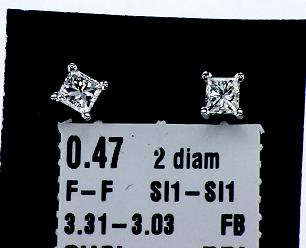 0.47 2 diam
F-F SI1-SI1
3.31-3.03 FB